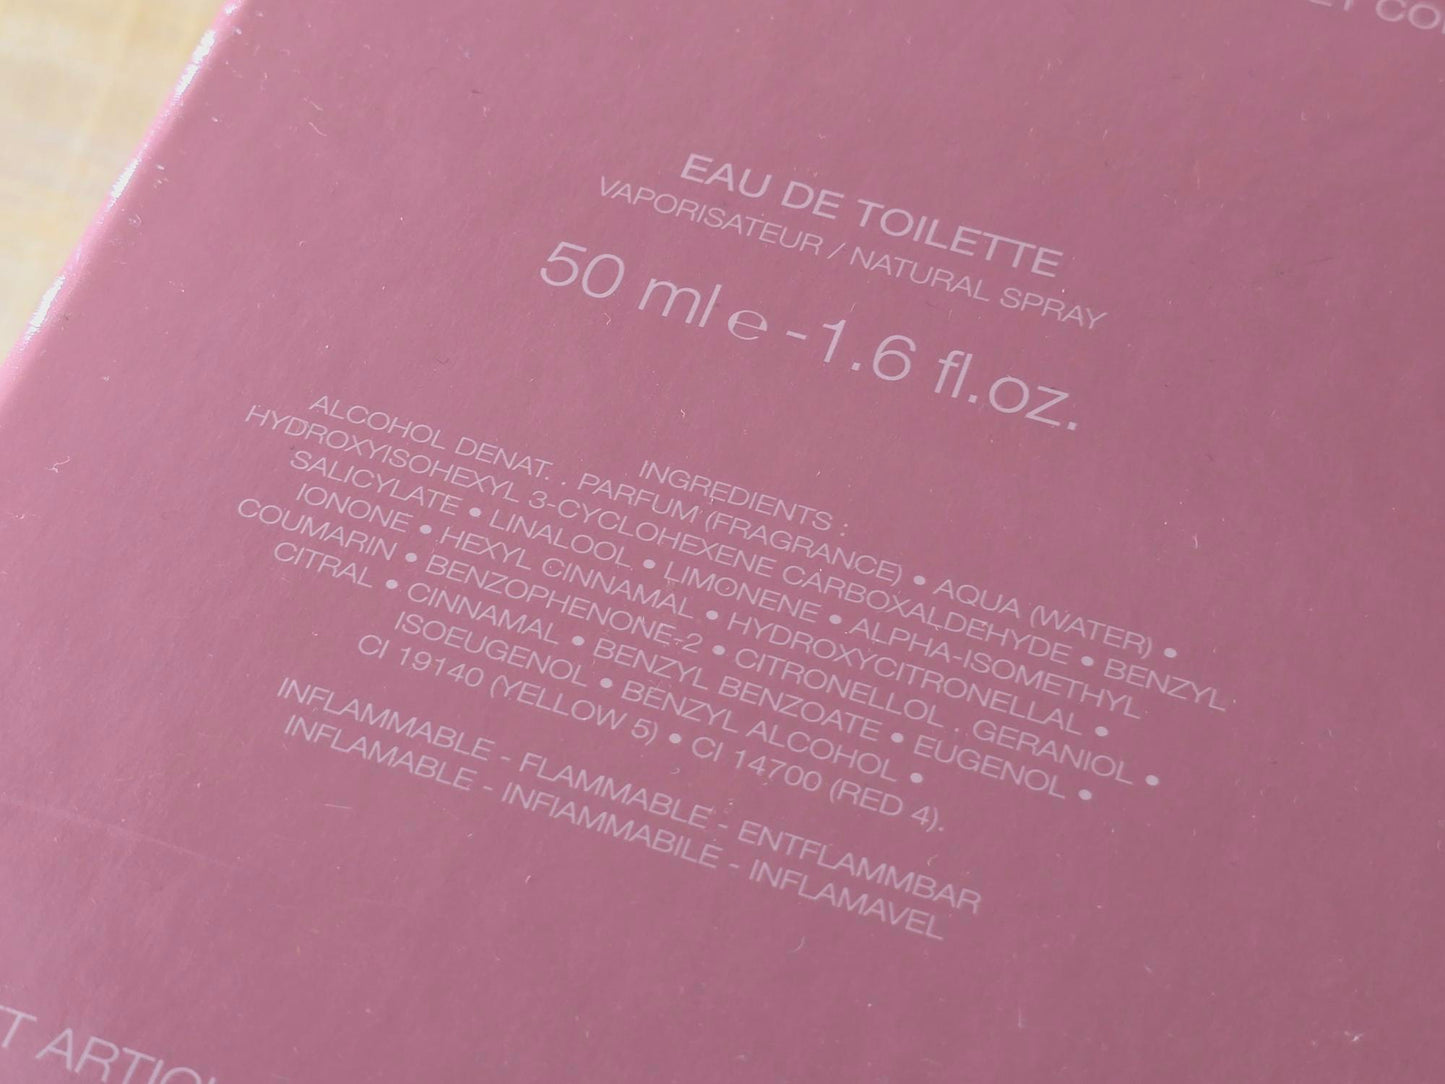 ET CO
EAU DE TOILETTE
VAPORISATEUR / NATURAL SPRAY
50 ml ℮ - 1.6 fl.oz.
INGREDIENTS :
ALCOHOL DENAT. . PARFUM (FRAGRANCE) • AQUA (WATER) •
HYDROXYISOHEXYL 3-CYCLOHEXENE CARBOXALDEHYDE • BENZYL
SALICYLATE • LINALOOL • LIMONENE • ALPHA-ISOMETHYL
IONONE • HEXYL CINNAMAL • HYDROXYCITRONELLAL •
COUMARIN • BENZOPHENONE-2 • CITRONELLOL . GERANIOL •
CITRAL • CINNAMAL • BENZYL BENZOATE • EUGENOL •
ISOEUGENOL • BENZYL ALCOHOL •
CI 19140 (YELLOW 5) • CI 14700 (RED 4).
INFLAMMABLE - FLAMMABLE - ENTFLAMMBAR
INFLAMABLE - INFIAMMABILE - INFLAMAVEL
T ARTIC